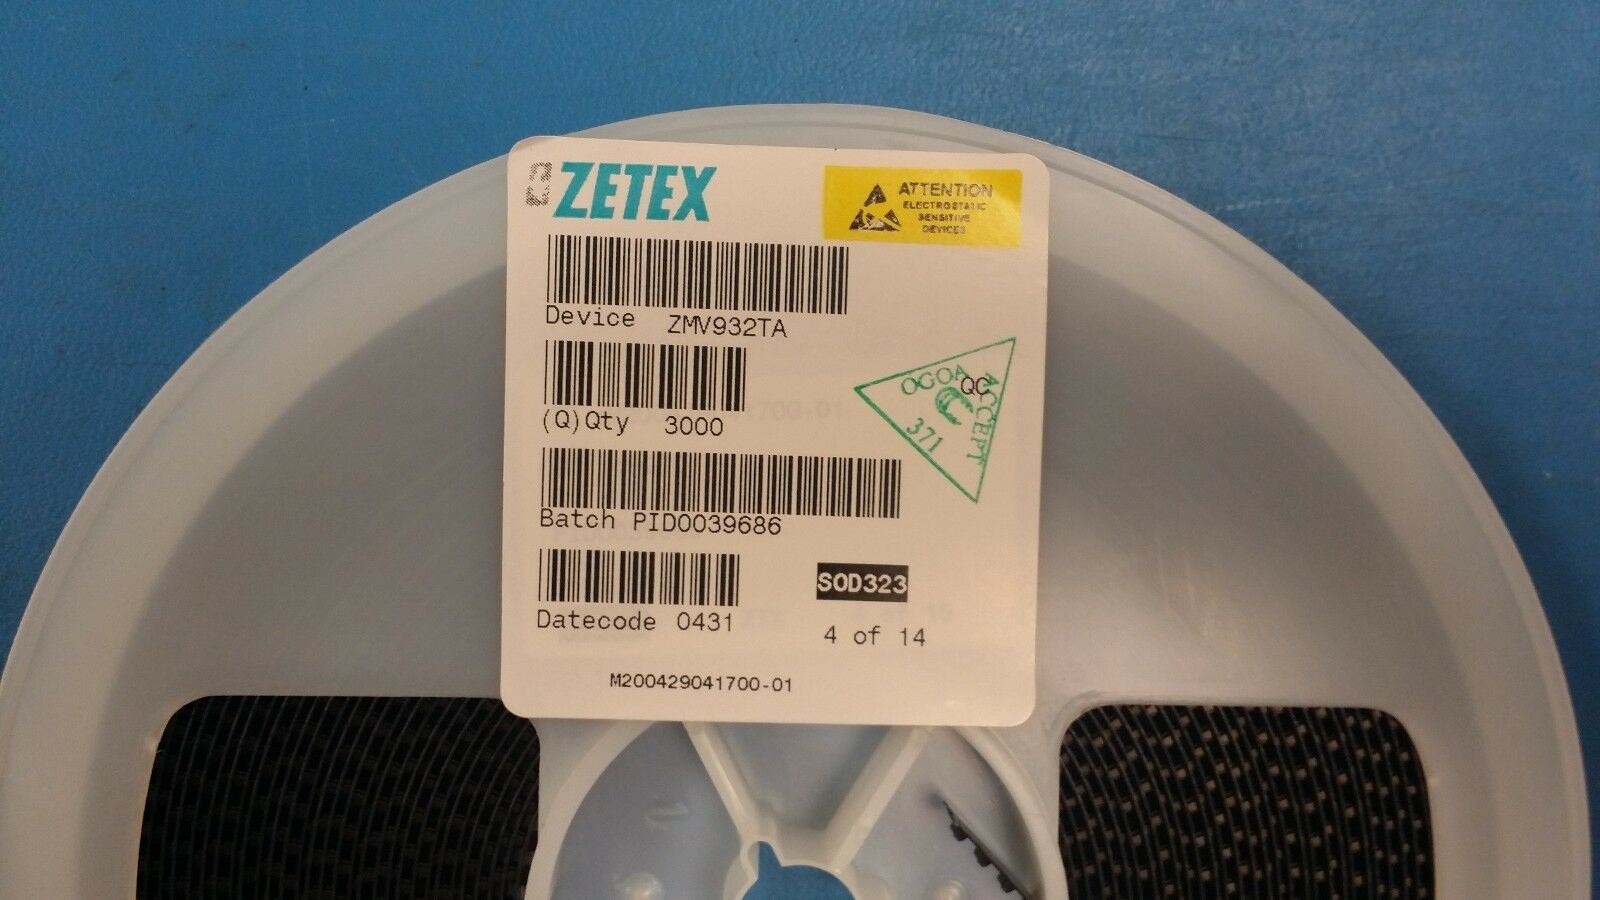 ZETEX
ATTENTION
ELECTROSTATIC
SENSITIVE
DEVICES
Device ZMV932TA
(Q)Qty 3000
QC
ACCEPT
371
Batch PID0039686
SOD323
Datecode 0431
4 of 14
M200429041700-01